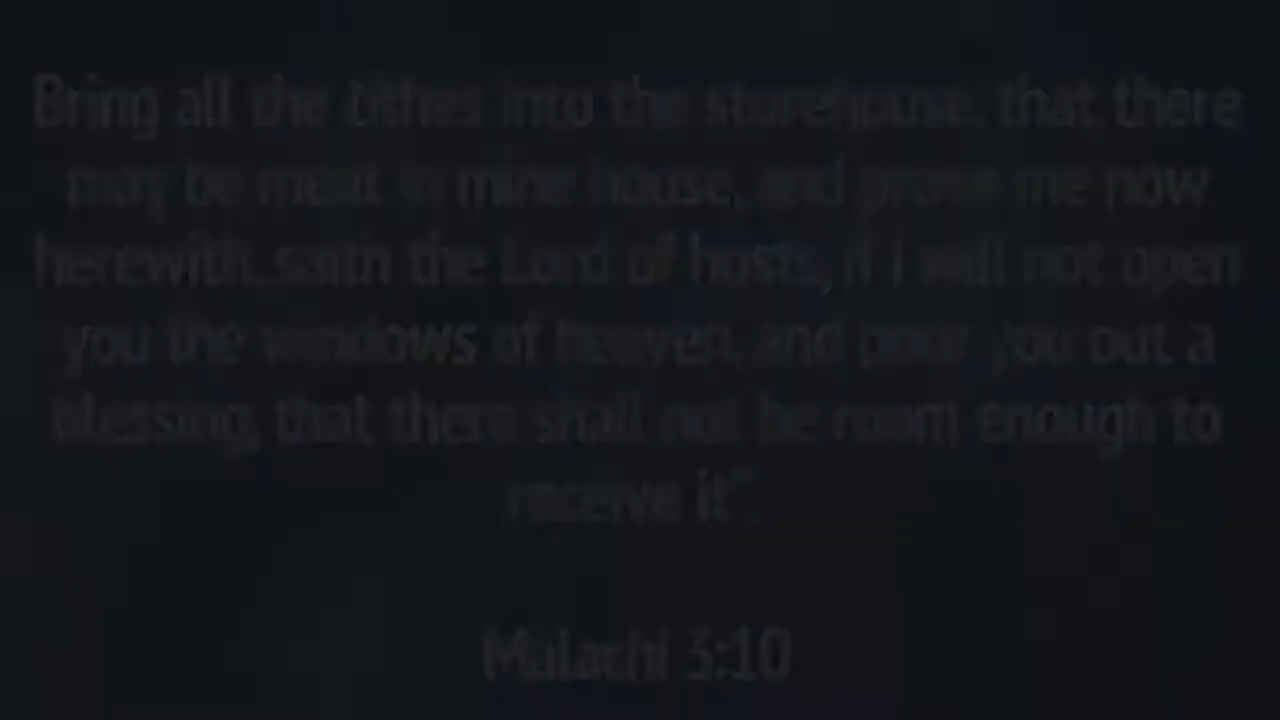 Bring all the tithes into the storehouse, that there
may be meat in mine house, and prove me now
herewith, saith the Lord of hosts, if I will not open
you the windows of heaven, and pour you out a
blessing, that there shall not be room enough to
receive it".
Malachi 3:10